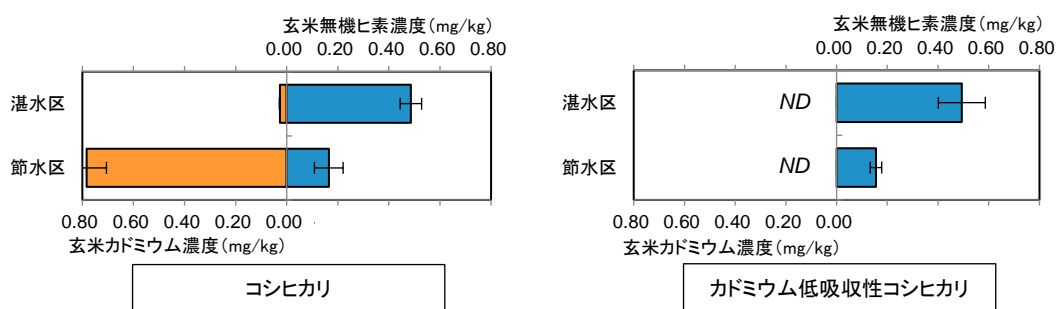 玄米無機ヒ素濃度(mg/kg)
0.00 0.20 0.40 0.60 0.80
湛水区
節水区
0.80 0.60 0.40 0.20 0.00
玄米カドミウム濃度(mg/kg)
コシヒカリ
玄米無機ヒ素濃度(mg/kg)
0.00 0.20 0.40 0.60 0.80
湛水区 ND
節水区 ND
0.80 0.60 0.40 0.20 0.00
玄米カドミウム濃度(mg/kg)
カドミウム低吸収性コシヒカリ